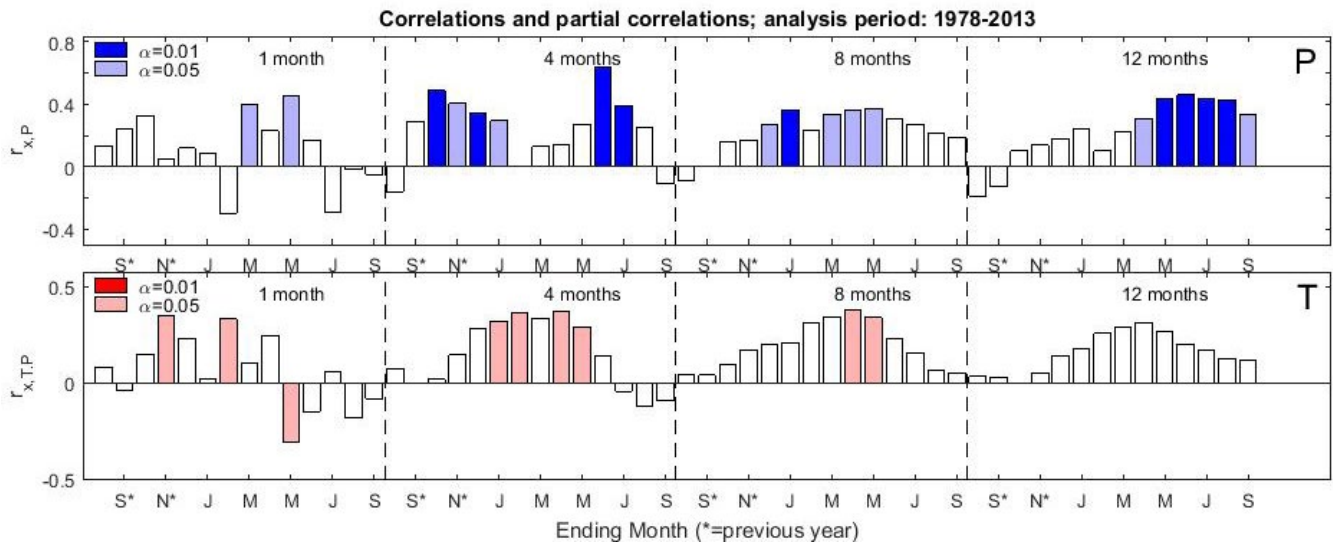 Correlations and partial correlations; analysis period: 1978-2013
0.8
0.4
0
-0.4
r_{x,P}
α=0.01
α=0.05
1 month
4 months
8 months
12 months
P
S* N* J M M J S S* N* J M M J S S* N* J M M J S S* N* J M M J S
0.5
0
-0.5
r_{x,T.P}
α=0.01
α=0.05
1 month
4 months
8 months
12 months
T
S* N* J M M J S S* N* J M M J S S* N* J M M J S S* N* J M M J S
Ending Month (*=previous year)